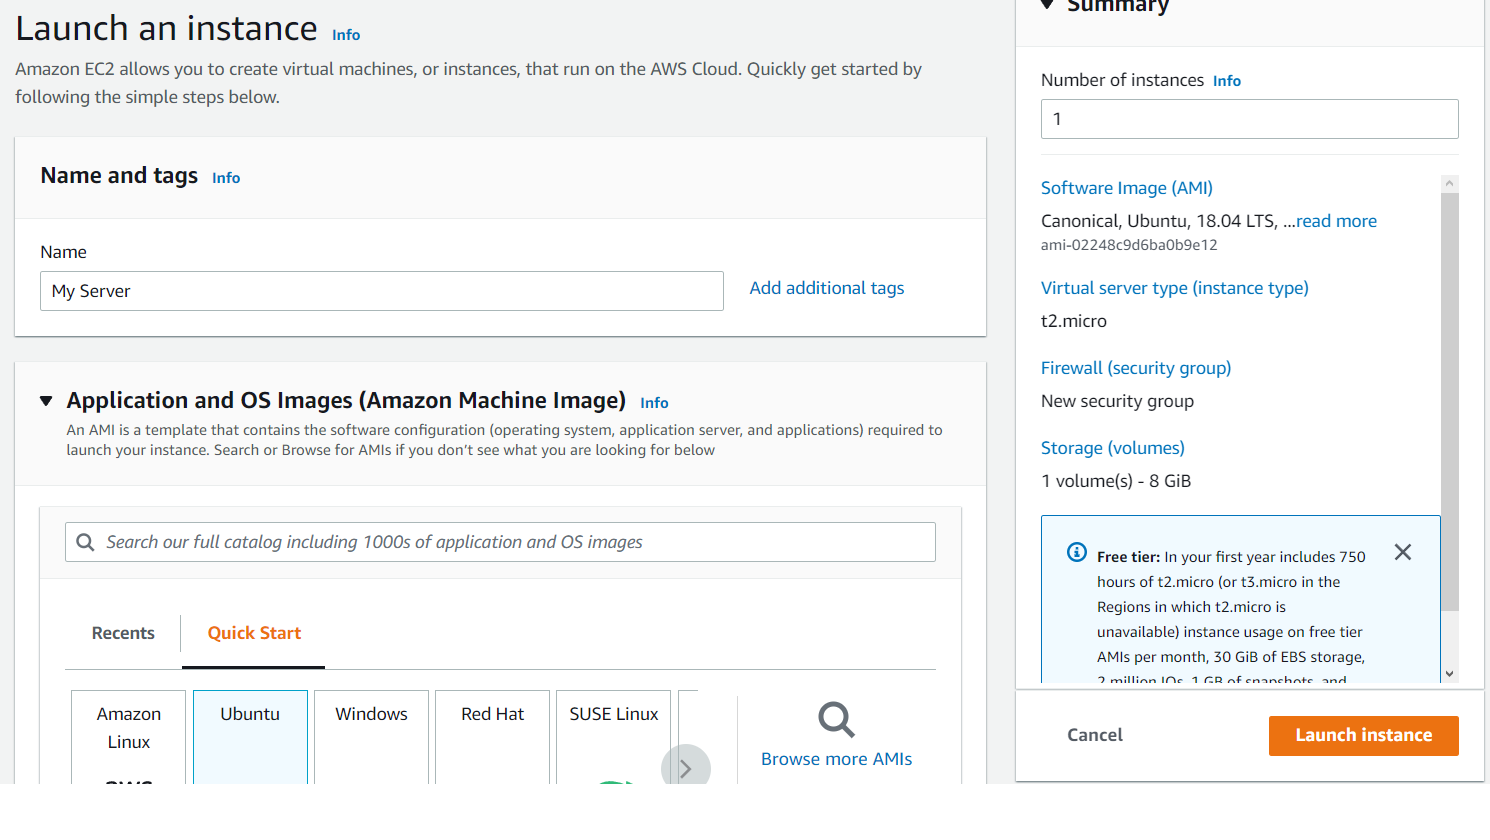 Launch an instance Info
Amazon EC2 allows you to create virtual machines, or instances, that run on the AWS Cloud. Quickly get started by
following the simple steps below.
Name and tags Info
Name
My Server
Add additional tags
Application and OS Images (Amazon Machine Image) Info
An AMI is a template that contains the software configuration (operating system, application server, and applications) required to
launch your instance. Search or Browse for AMIs if you don’t see what you are looking for below
Search our full catalog including 1000s of application and OS images
Recents
Quick Start
Amazon
Linux
aws
Ubuntu
Windows
Red Hat
SUSE Linux
Browse more AMIs
Summary
Number of instances Info
1
Software Image (AMI)
Canonical, Ubuntu, 18.04 LTS, ...read more
ami-02248c9d6ba0b9e12
Virtual server type (instance type)
t2.micro
Firewall (security group)
New security group
Storage (volumes)
1 volume(s) - 8 GiB
Free tier: In your first year includes 750
hours of t2.micro (or t3.micro in the
Regions in which t2.micro is
unavailable) instance usage on free tier
AMIs per month, 30 GiB of EBS storage,
2 million IOs, 1 GB of snapshots, and
Cancel
Launch instance